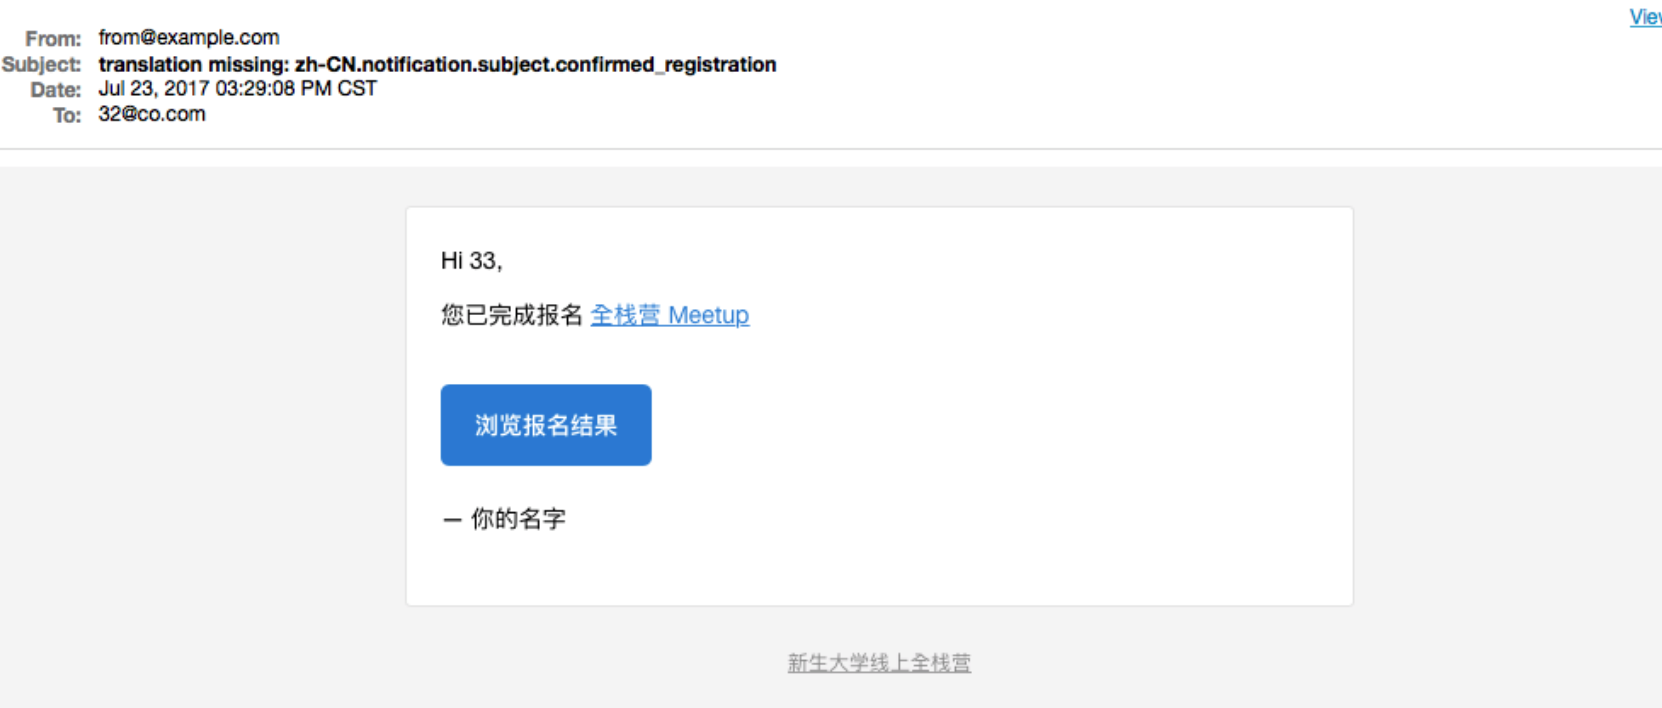 View
From: from@example.com
Subject: translation missing: zh-CN.notification.subject.confirmed_registration
Date: Jul 23, 2017 03:29:08 PM CST
To: 32@co.com
Hi 33,
您已完成报名 全栈营 Meetup
浏览报名结果
— 你的名字
新生大学线上全栈营